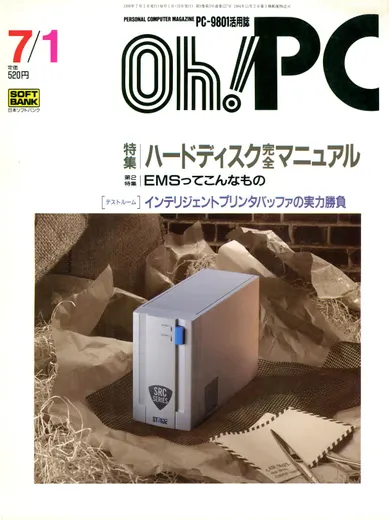 PERSONAL COMPUTER MAGAZINE PC-9801活用誌
7/1
定価
520円
SOFT
BANK
日本ソフトバンク
Oh!PC
特集 ハードディスク完全マニュアル
第2特集 EMSってこんなもの
[テストルーム] インテリジェントプリンタバッファの実力勝負
SRC
SERIES